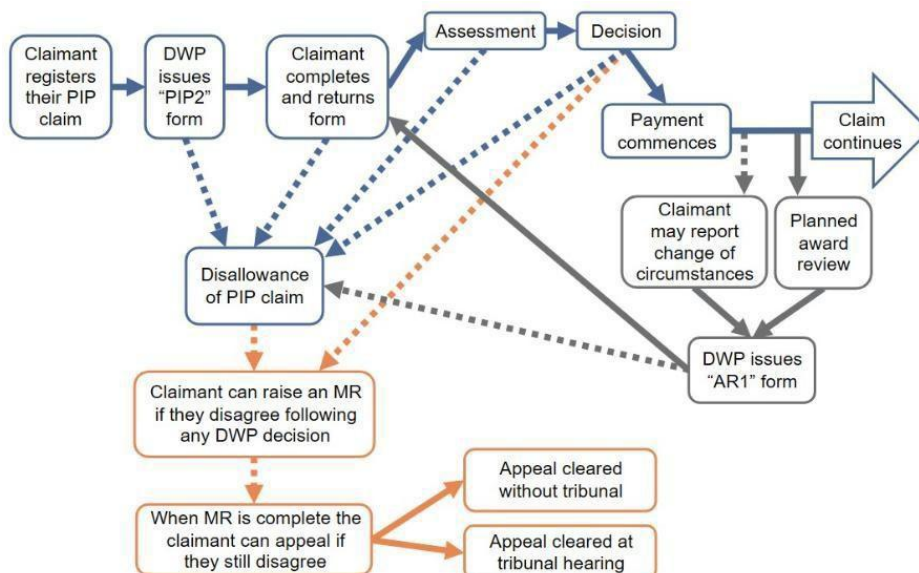 Claimant
registers
their PIP
claim
DWP
issues
“PIP2”
form
Claimant
completes
and returns
form
Assessment
Decision
Payment
commences
Claim
continues
Claimant
may report
change of
circumstances
Planned
award
review
Disallowance
of PIP claim
DWP issues
“AR1” form
Claimant can raise an MR
if they disagree following
any DWP decision
When MR is complete the
claimant can appeal if
they still disagree
Appeal cleared
without tribunal
Appeal cleared at
tribunal hearing